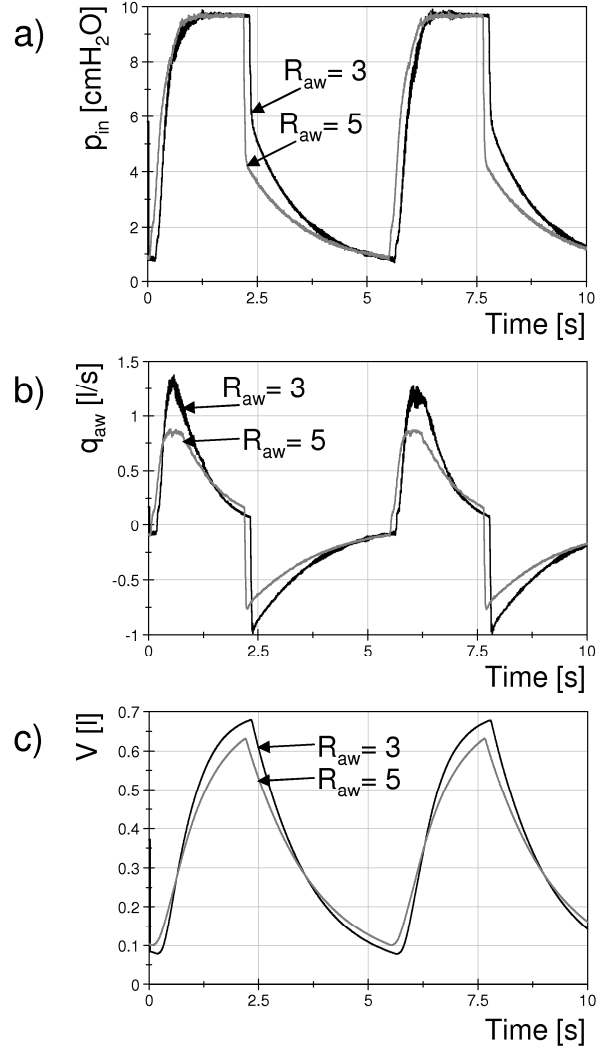 a)
p_in [cmH₂O]
10
8
6
4
2
0
R_aw= 3
R_aw= 5
0 2.5 5 7.5 10
Time [s]
b)
q_aw [l/s]
1.5
1
0.5
0
-0.5
-1
R_aw= 3
R_aw= 5
0 2.5 5 7.5 10
Time [s]
c)
V [l]
0.7
0.6
0.5
0.4
0.3
0.2
0.1
0
R_aw= 3
R_aw= 5
0 2.5 5 7.5 10
Time [s]